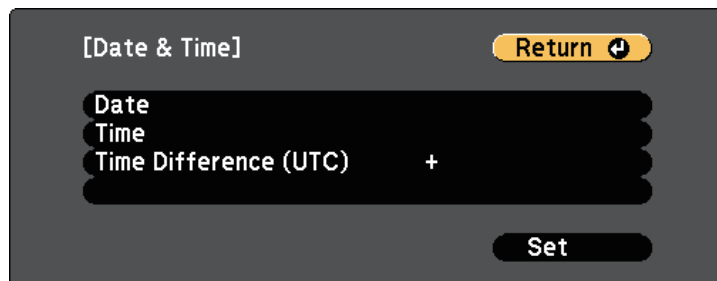 [Date & Time]
Return
Date
Time
Time Difference (UTC) +
Set